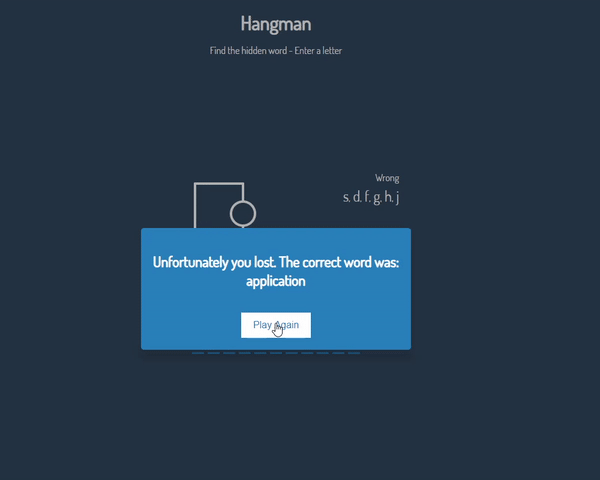 Hangman
Find the hidden word - Enter a letter
Wrong
s, d, f, g, h, j
Unfortunately you lost. The correct word was:
application
Play Again